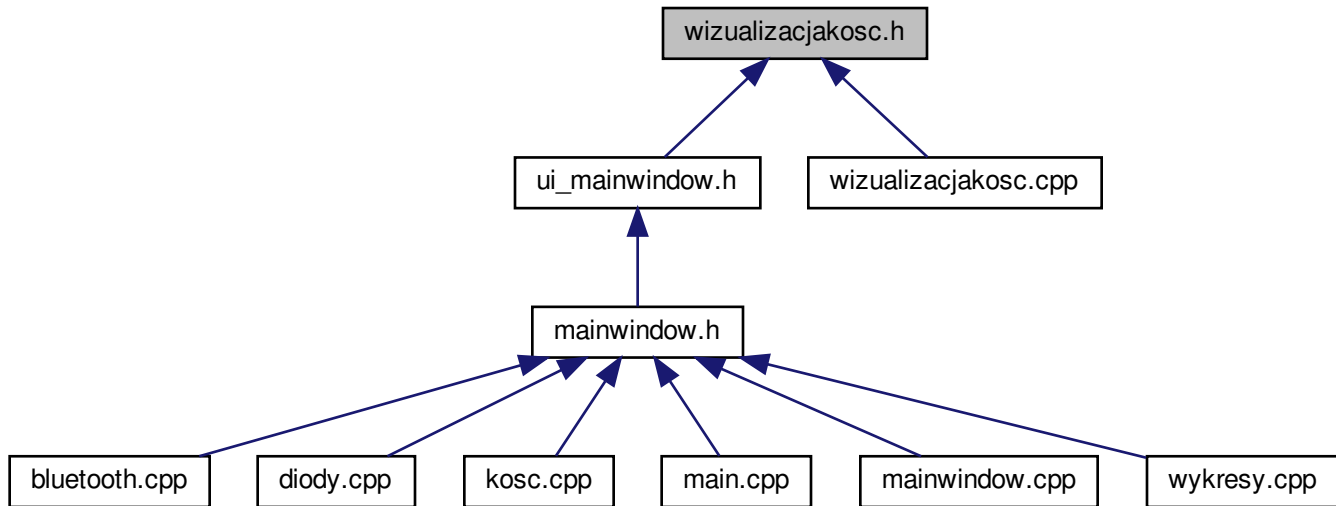 wizualizacjakosc.h
ui_mainwindow.h
wizualizacjakosc.cpp
mainwindow.h
bluetooth.cpp
diody.cpp
kosc.cpp
main.cpp
mainwindow.cpp
wykresy.cpp